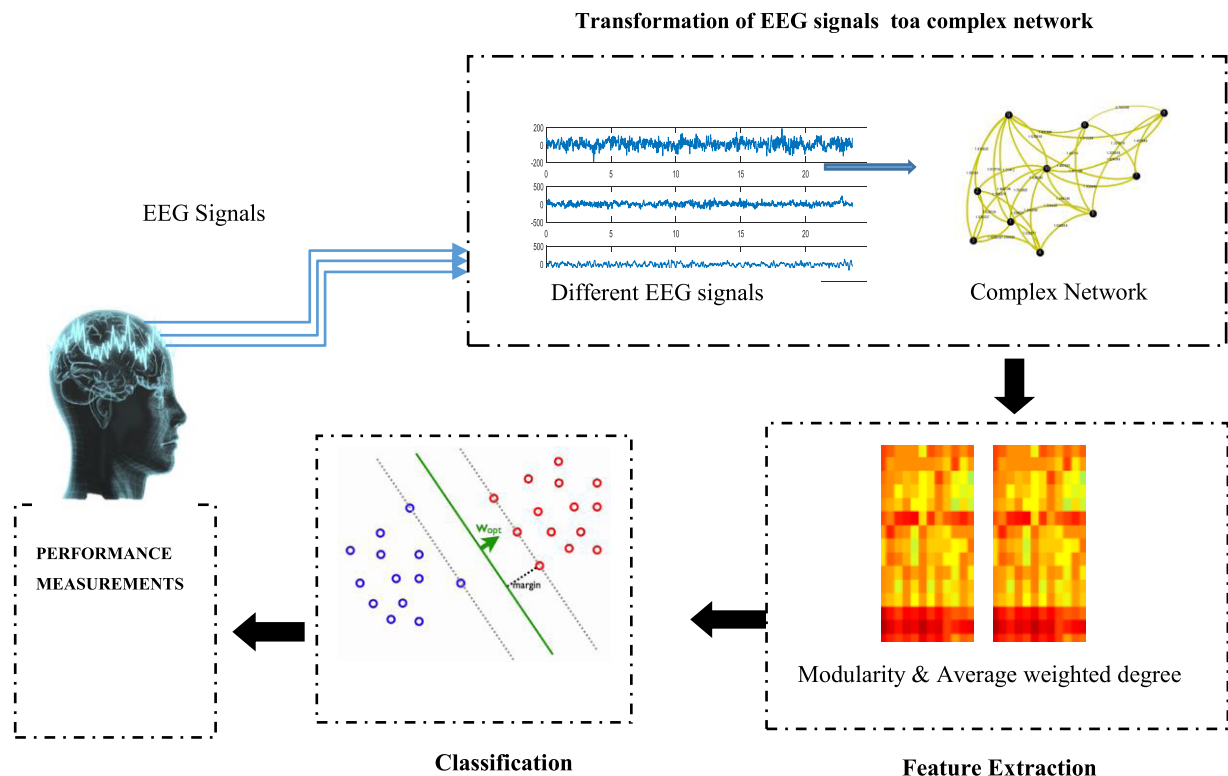 Transformation of EEG signals toa complex network
200
0
-200
0 5 10 15 20
500
0
-500
0 5 10 15 20
500
0
Different EEG signals
Complex Network
EEG Signals
PERFORMANCE
MEASUREMENTS
Wopt
margin
Modularity & Average weighted degree
Classification
Feature Extraction